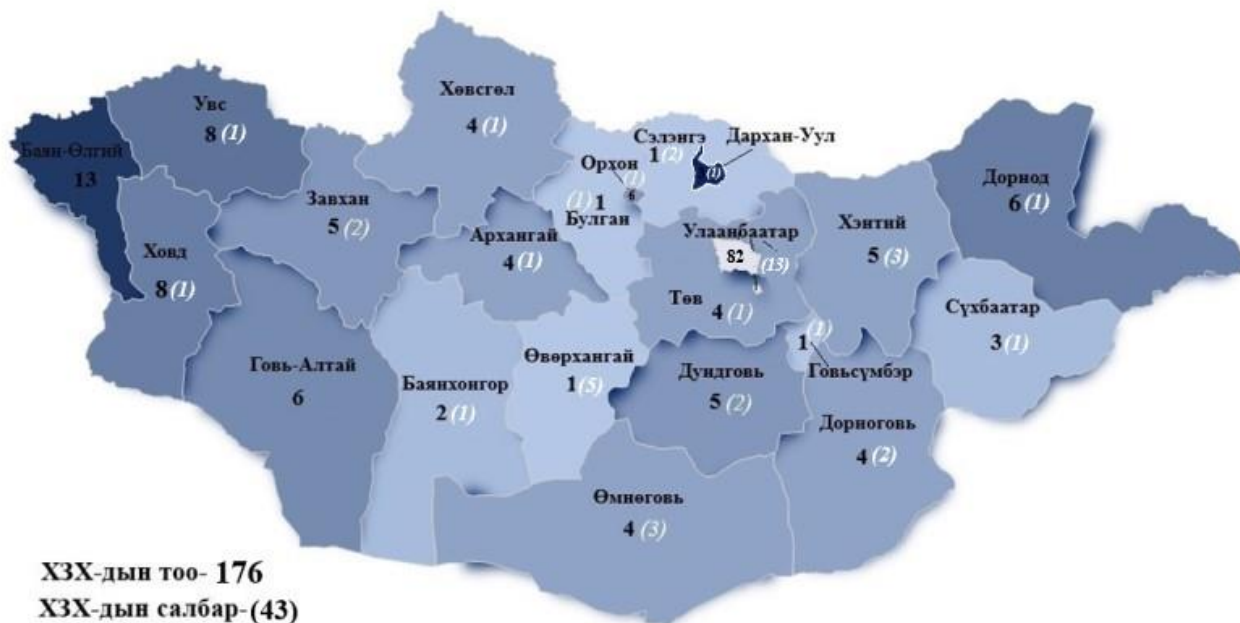 Хөвсгөл
4 (1)
Увс
8 (1)
Сэлэнгэ
1 (2)
Дархан-Уул
(1)
Баян-Өлгий
13
Орхон
(1)
6
Дорнод
6 (1)
Завхан
5 (2)
(1) 1
Булган
Хэнтий
5 (3)
Архангай
4 (1)
Улаанбаатар
82 (13)
Ховд
8 (1)
Төв
4 (1)
Сүхбаатар
3 (1)
Говь-Алтай
6
Өвөрхангай
1 (5)
(1)
1
Говьсүмбэр
Баянхонгор
2 (1)
Дундговь
5 (2)
Дорноговь
4 (2)
Өмнөговь
4 (3)
ХЗХ-дын тоо- 176
ХЗХ-дын салбар-(43)